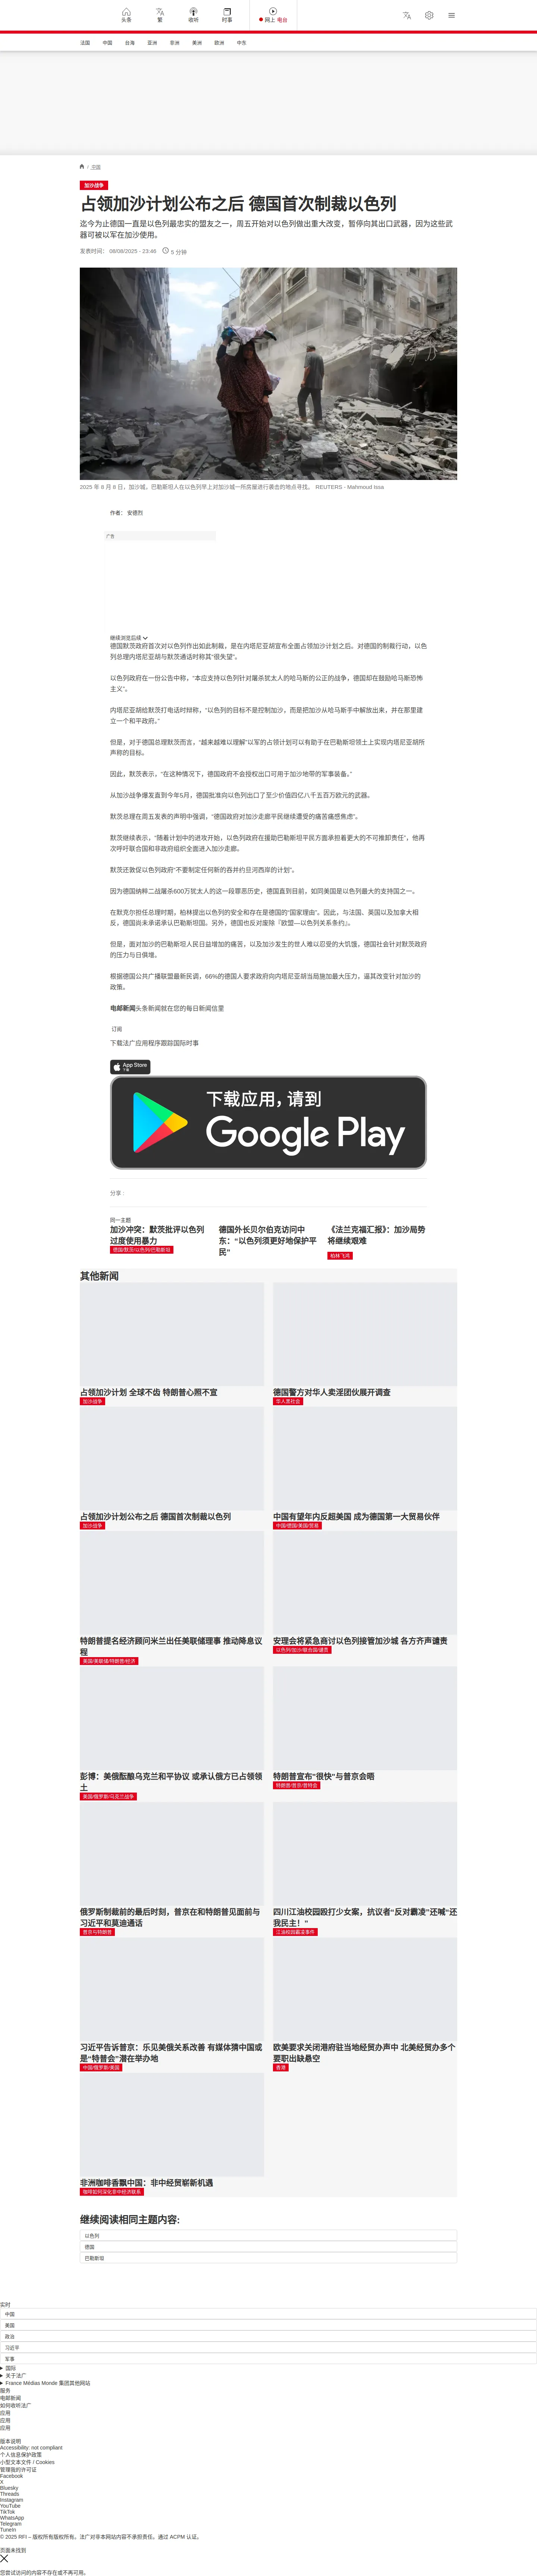 头条
繁
收听
时事
网上 电台
法国
中国
台海
亚洲
非洲
美洲
欧洲
中东
/ 中国
加沙战争
占领加沙计划公布之后 德国首次制裁以色列
迄今为止德国一直是以色列最忠实的盟友之一，周五开始对以色列做出重大改变，暂停向其出口武器，因为这些武
器可被以军在加沙使用。
发表时间： 08/08/2025 - 23:46 5 分钟
2025 年 8 月 8 日，加沙城，巴勒斯坦人在以色列早上对加沙城一所房屋进行袭击的地点寻找。 REUTERS - Mahmoud Issa
作者： 安德烈
广告
继续浏览后续
德国默茨政府首次对以色列作出如此制裁，是在内塔尼亚胡宣布全面占领加沙计划之后。对德国的制裁行动，以色
列总理内塔尼亚胡与默茨通话时称其“很失望”。
以色列政府在一份公告中称，“本应支持以色列针对屠杀犹太人的哈马斯的公正的战争，德国却在鼓励哈马斯恐怖
主义”。
内塔尼亚胡给默茨打电话时辩称，“以色列的目标不是控制加沙，而是把加沙从哈马斯手中解放出来，并在那里建
立一个和平政府。”
但是，对于德国总理默茨而言，“越来越难以理解”以军的占领计划可以有助于在巴勒斯坦领土上实现内塔尼亚胡所
声称的目标。
因此，默茨表示，“在这种情况下，德国政府不会授权出口可用于加沙地带的军事装备。”
从加沙战争爆发直到今年5月，德国批准向以色列出口了至少价值四亿八千五百万欧元的武器。
默茨总理在周五发表的声明中强调，“德国政府对加沙走廊平民继续遭受的痛苦痛感焦虑”。
默茨继续表示，“随着计划中的进攻开始，以色列政府在援助巴勒斯坦平民方面承担着更大的不可推卸责任”，他再
次呼吁联合国和非政府组织全面进入加沙走廊。
默茨还敦促以色列政府“不要制定任何新的吞并约旦河西岸的计划”。
因为德国纳粹二战屠杀600万犹太人的这一段罪恶历史，德国直到目前，如同美国是以色列最大的支持国之一。
在默克尔担任总理时期，柏林提出以色列的安全和存在是德国的“国家理由”。因此，与法国、英国以及加拿大相
反，德国尚未承诺承认巴勒斯坦国。另外，德国也反对废除『欧盟—以色列关系条约』。
但是，面对加沙的巴勒斯坦人民日益增加的痛苦，以及加沙发生的世人难以忍受的大饥饿，德国社会针对默茨政府
的压力与日俱增。
根据德国公共广播联盟最新民调，66%的德国人要求政府向内塔尼亚胡当局施加最大压力，逼其改变针对加沙的
政策。
电邮新闻头条新闻就在您的每日新闻信里
订阅
下载法广应用程序跟踪国际时事
App Store
下载应用，请到
Google Play
分享 :
同一主题
加沙冲突：默茨批评以色列
过度使用暴力
德国/默茨/以色列/巴勒斯坦
德国外长贝尔伯克访问中
东：“以色列须更好地保护平
民”
《法兰克福汇报》：加沙局势
将继续艰难
柏林飞鸿
其他新闻
占领加沙计划 全球不齿 特朗普心照不宣
加沙战争
德国警方对华人卖淫团伙展开调查
华人黑社会
占领加沙计划公布之后 德国首次制裁以色列
加沙战争
中国有望年内反超美国 成为德国第一大贸易伙伴
中国/德国/美国/贸易
特朗普提名经济顾问米兰出任美联储理事 推动降息议
程
美国/美联储/特朗普/经济
安理会将紧急商讨以色列接管加沙城 各方齐声谴责
以色列/加沙/联合国/谴责
彭博：美俄酝酿乌克兰和平协议 或承认俄方已占领领
土
美国/俄罗斯/乌克兰战争
特朗普宣布“很快”与普京会晤
特朗普/普京/普特会
俄罗斯制裁前的最后时刻，普京在和特朗普见面前与
习近平和莫迪通话
普京与特朗普
四川江油校园殴打少女案，抗议者“反对霸凌”还喊“还
我民主！”
江油校园霸凌事件
习近平告诉普京：乐见美俄关系改善 有媒体猜中国或
是“特普会”潜在举办地
中国/俄罗斯/美国
欧美要求关闭港府驻当地经贸办声中 北美经贸办多个
要职出缺悬空
香港
非洲咖啡香飘中国：非中经贸崭新机遇
咖啡如何深化非中经济联系
继续阅读相同主题内容:
以色列
德国
巴勒斯坦
实时
中国
美国
政治
习近平
军事
国际
关于法广
France Médias Monde 集团其他网站
服务
电邮新闻
如何收听法广
应用
应用
应用
版本说明
Accessibility: not compliant
个人信息保护政策
小型文本文件 / Cookies
管理我的许可证
Facebook
X
Bluesky
Threads
Instagram
YouTube
TikTok
WhatsApp
Telegram
TuneIn
© 2025 RFI – 版权所有版权所有。法广对非本网站内容不承担责任。通过 ACPM 认证。
页面未找到
您尝试访问的内容不存在或不再可用。